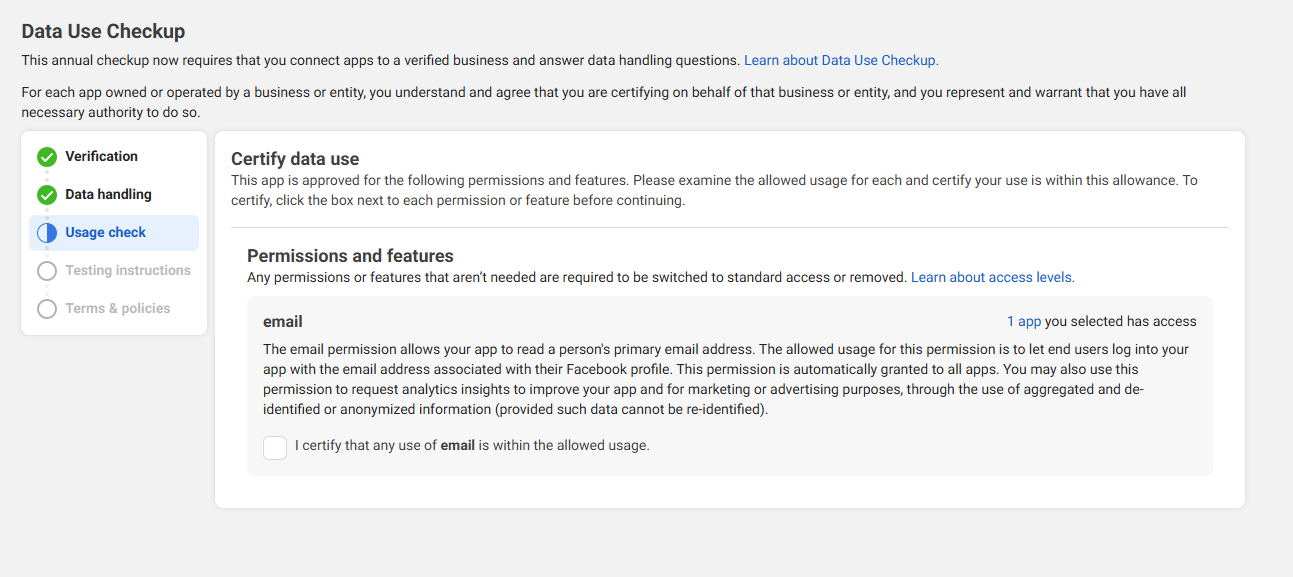 Data Use Checkup
This annual checkup now requires that you connect apps to a verified business and answer data handling questions. Learn about Data Use Checkup.
For each app owned or operated by a business or entity, you understand and agree that you are certifying on behalf of that business or entity, and you represent and warrant that you have all
necessary authority to do so.
Verification
Data handling
Usage check
Testing instructions
Terms & policies
Certify data use
This app is approved for the following permissions and features. Please examine the allowed usage for each and certify your use is within this allowance. To
certify, click the box next to each permission or feature before continuing.
Permissions and features
Any permissions or features that aren't needed are required to be switched to standard access or removed. Learn about access levels.
email
1 app you selected has access
The email permission allows your app to read a person's primary email address. The allowed usage for this permission is to let end users log into your
app with the email address associated with their Facebook profile. This permission is automatically granted to all apps. You may also use this
permission to request analytics insights to improve your app and for marketing or advertising purposes, through the use of aggregated and de-
identified or anonymized information (provided such data cannot be re-identified).
I certify that any use of email is within the allowed usage.